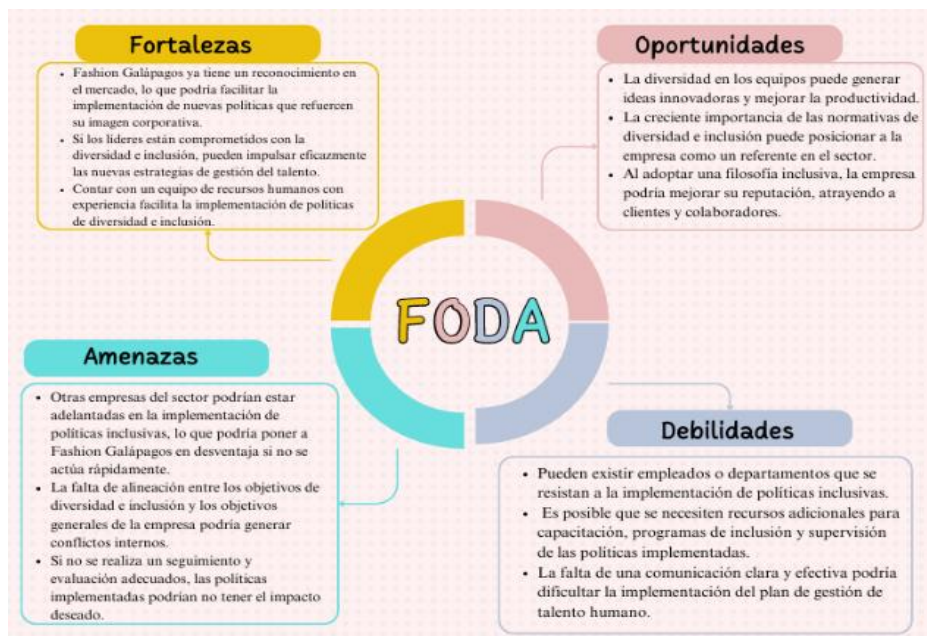 Fortalezas
• Fashion Galápagos ya tiene un reconocimiento en
el mercado, lo que podría facilitar la
implementación de nuevas políticas que refuercen
su imagen corporativa.
• Si los líderes están comprometidos con la
diversidad e inclusión, pueden impulsar eficazmente
las nuevas estrategias de gestión del talento.
• Contar con un equipo de recursos humanos con
experiencia facilita la implementación de políticas
de diversidad e inclusión.
Oportunidades
• La diversidad en los equipos puede generar
ideas innovadoras y mejorar la productividad.
• La creciente importancia de las normativas de
diversidad e inclusión puede posicionar a la
empresa como un referente en el sector.
• Al adoptar una filosofía inclusiva, la empresa
podría mejorar su reputación, atrayendo a
clientes y colaboradores.
FODA
Amenazas
• Otras empresas del sector podrían estar
adelantadas en la implementación de
políticas inclusivas, lo que podría poner a
Fashion Galápagos en desventaja si no se
actúa rápidamente.
• La falta de alineación entre los objetivos de
diversidad e inclusión y los objetivos
generales de la empresa podría generar
conflictos internos.
• Si no se realiza un seguimiento y
evaluación adecuados, las políticas
implementadas podrían no tener el impacto
deseado.
Debilidades
• Pueden existir empleados o departamentos que se
resistan a la implementación de políticas inclusivas.
• Es posible que se necesiten recursos adicionales para
capacitación, programas de inclusión y supervisión
de las políticas implementadas.
• La falta de una comunicación clara y efectiva podría
dificultar la implementación del plan de gestión de
talento humano.